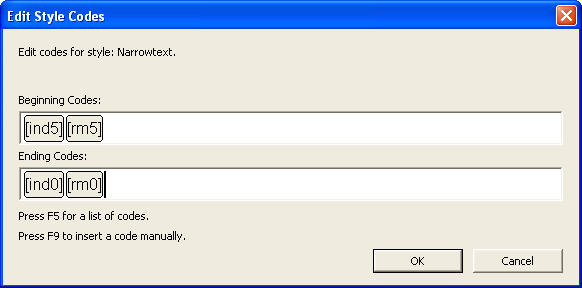 Edit Style Codes
Edit codes for style: Narrowtext.
Beginning Codes:
[ind5] [rm5]
Ending Codes:
[ind0] [rm0]
Press F5 for a list of codes.
Press F9 to insert a code manually.
OK Cancel